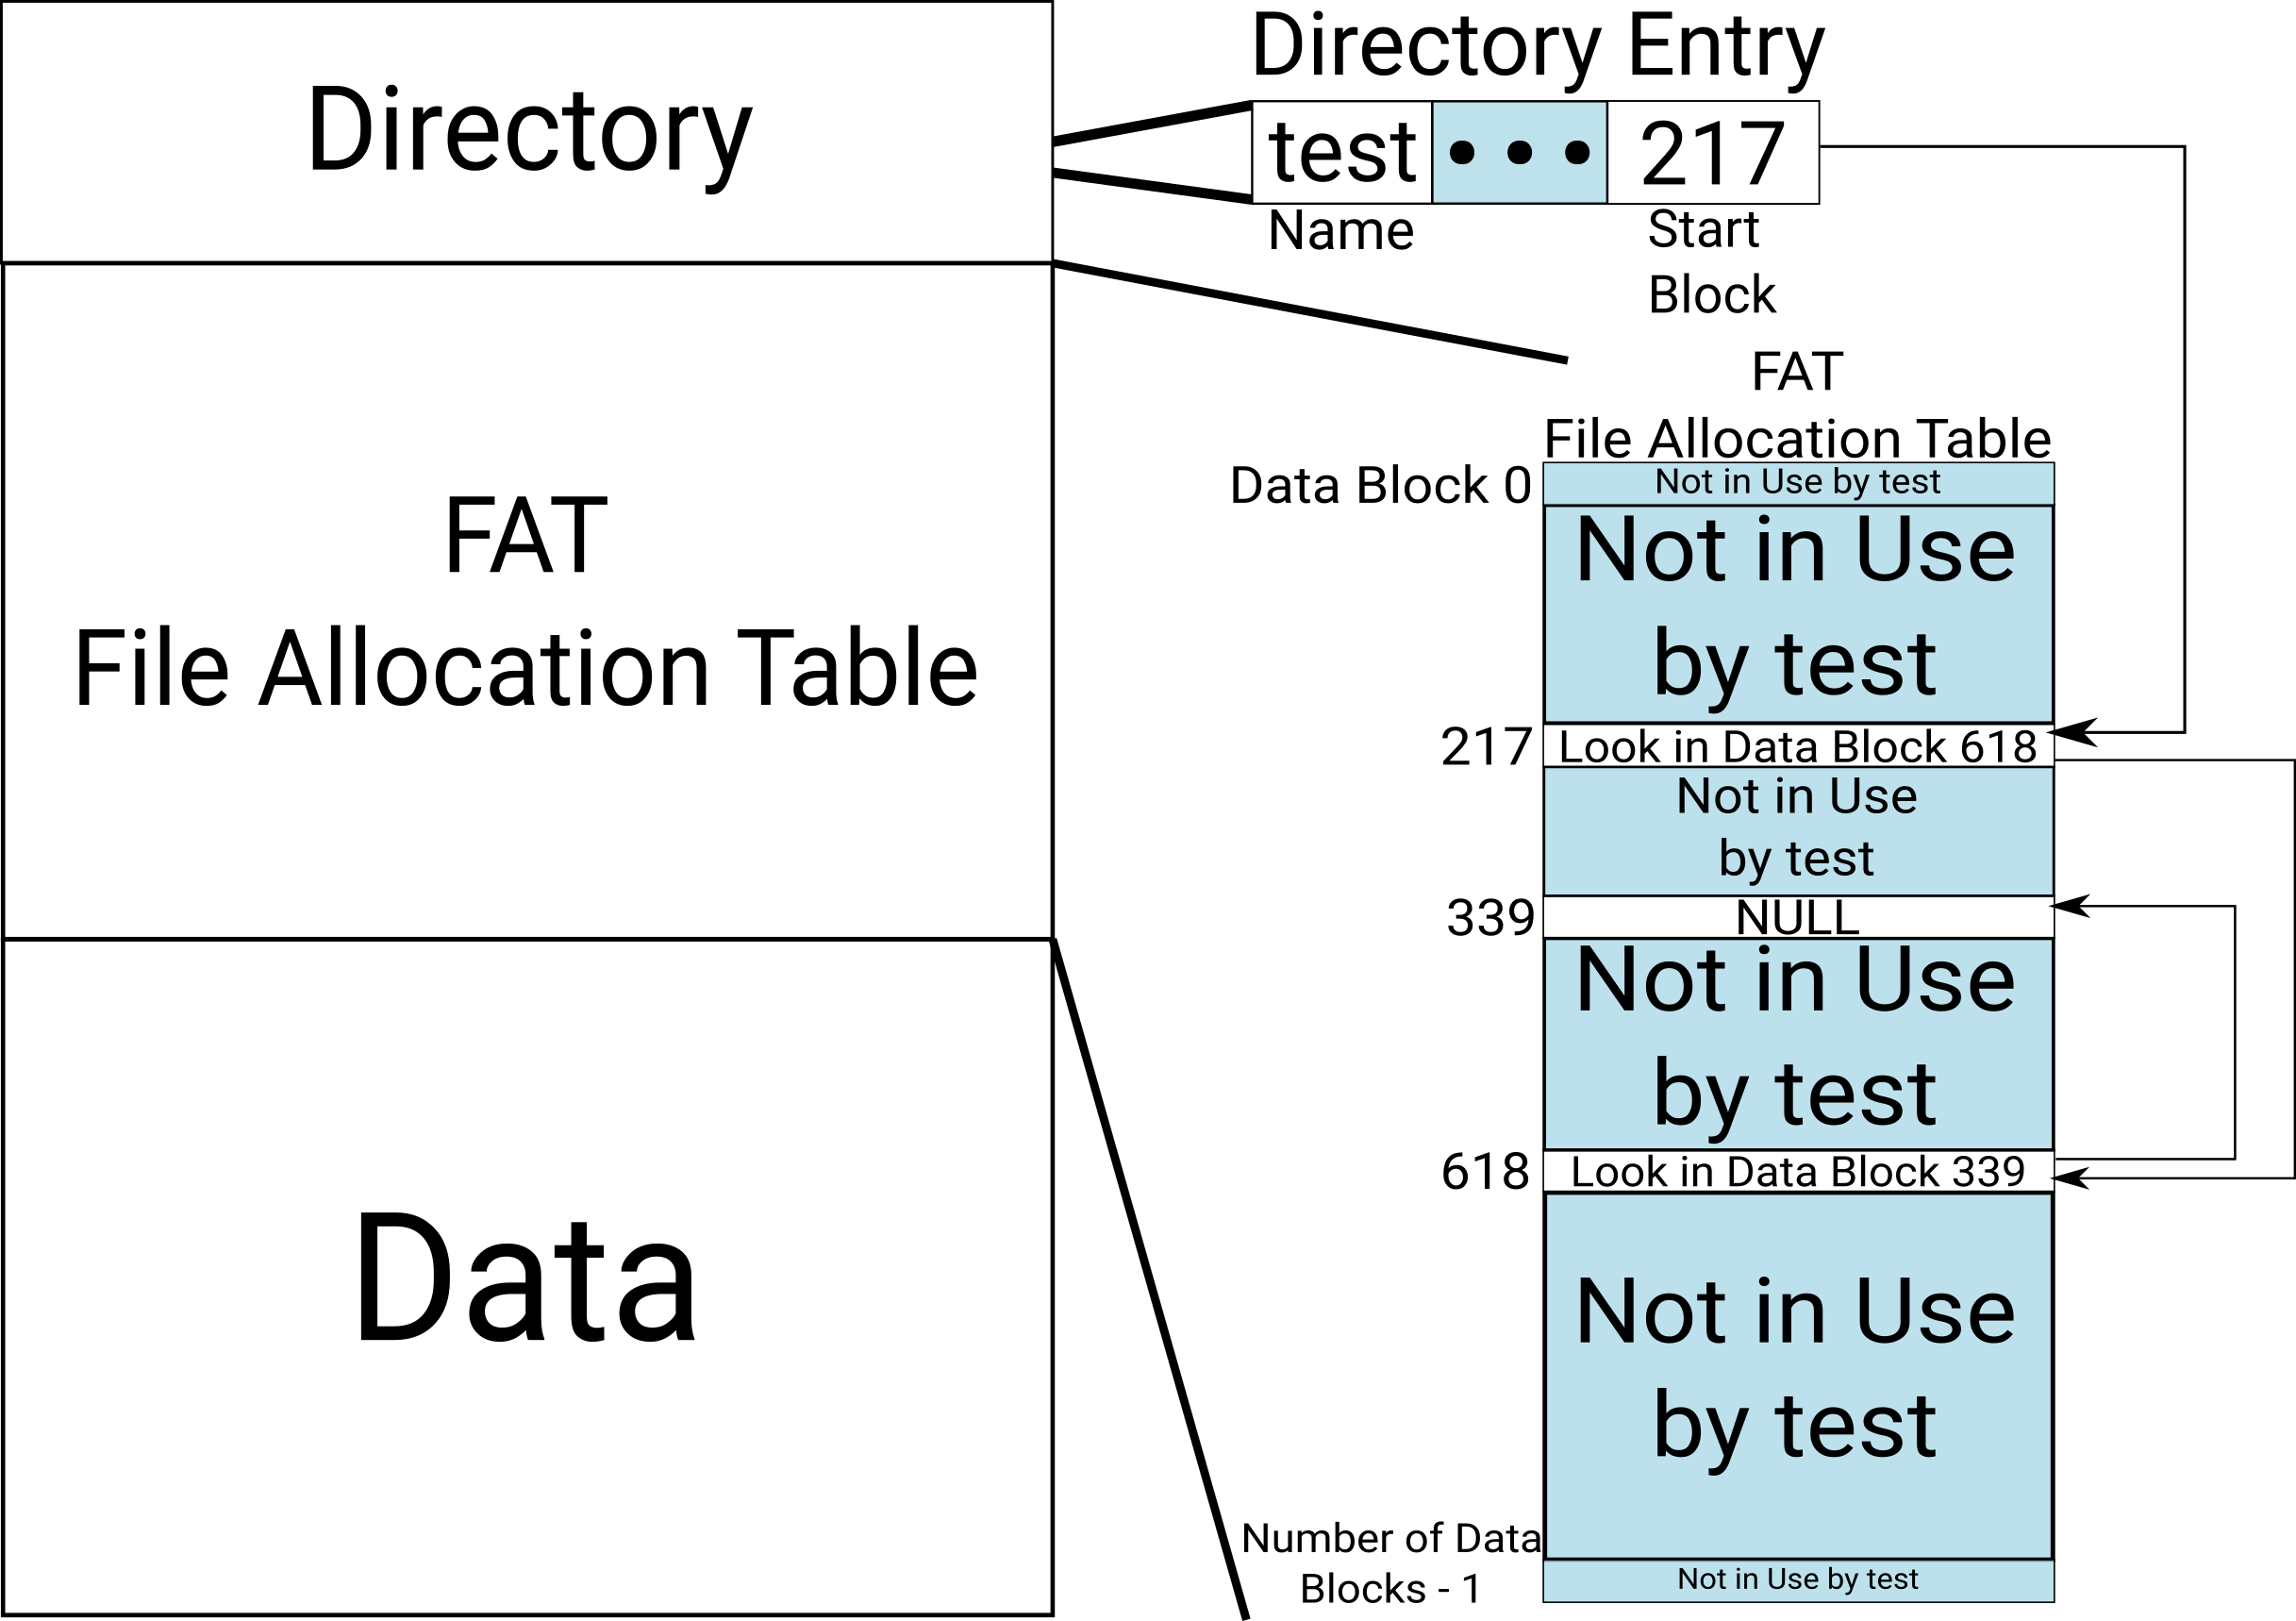 Directory
FAT
File Allocation Table
Data
Directory Entry
test
217
Name
Start
Block
FAT
File Allocation Table
Data Block 0
Not in Use by test
Not in Use
by test
217
Look in Data Block 618
Not in Use
by test
339
NULL
Not in Use
by test
618
Look in Data Block 339
Not in Use
by test
Number of Data
Blocks - 1
Not in Use by test